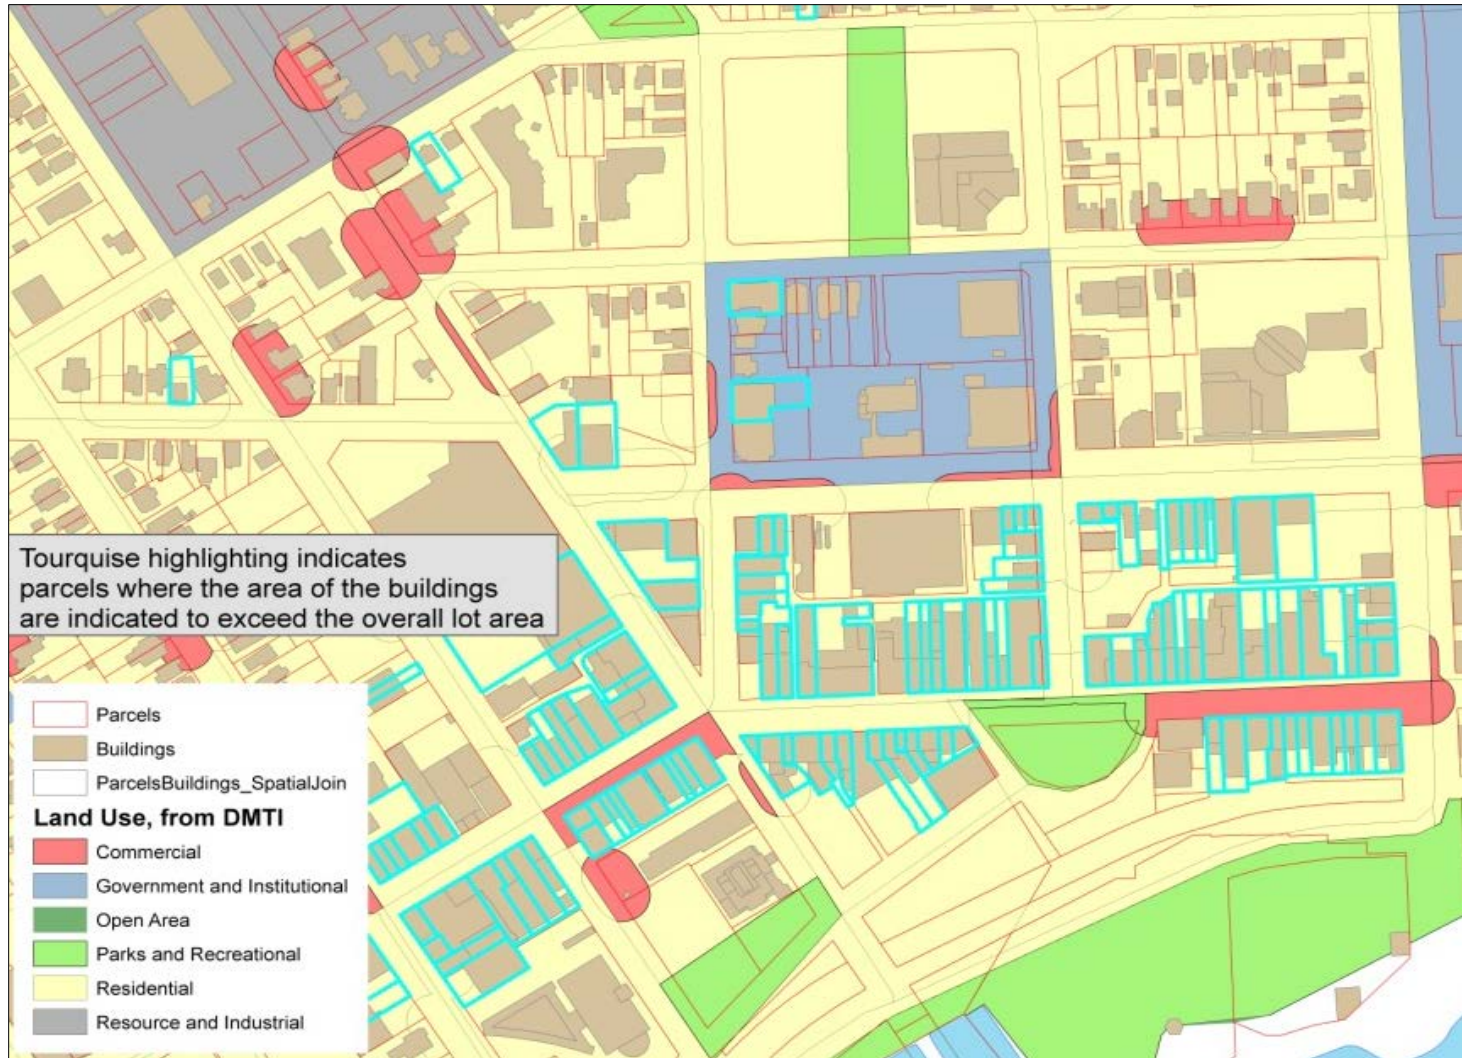 Tourquise highlighting indicates
parcels where the area of the buildings
are indicated to exceed the overall lot area
Parcels
Buildings
ParcelsBuildings_SpatialJoin
Land Use, from DMTI
Commercial
Government and Institutional
Open Area
Parks and Recreational
Residential
Resource and Industrial